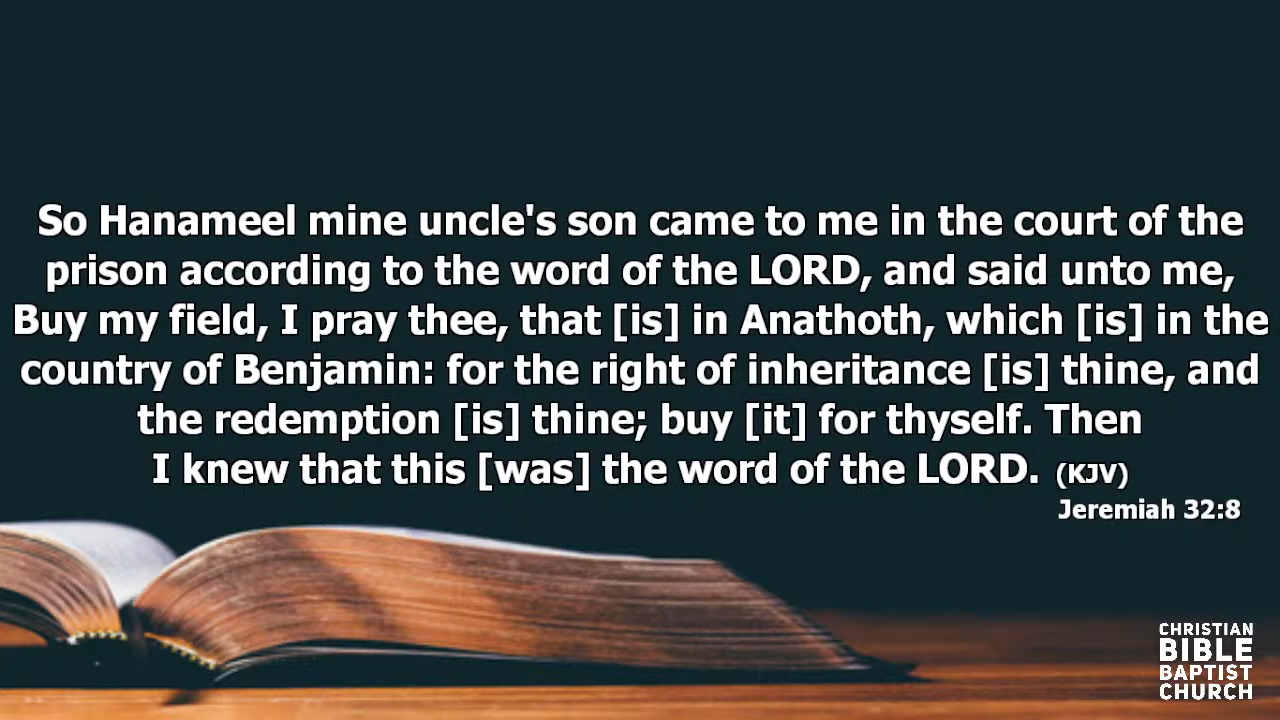 So Hanameel mine uncle's son came to me in the court of the
prison according to the word of the LORD, and said unto me,
Buy my field, I pray thee, that [is] in Anathoth, which [is] in the
country of Benjamin: for the right of inheritance [is] thine, and
the redemption [is] thine; buy [it] for thyself. Then
I knew that this [was] the word of the LORD. (KJV)
Jeremiah 32:8
CHRISTIAN
BIBLE
BAPTIST
CHURCH